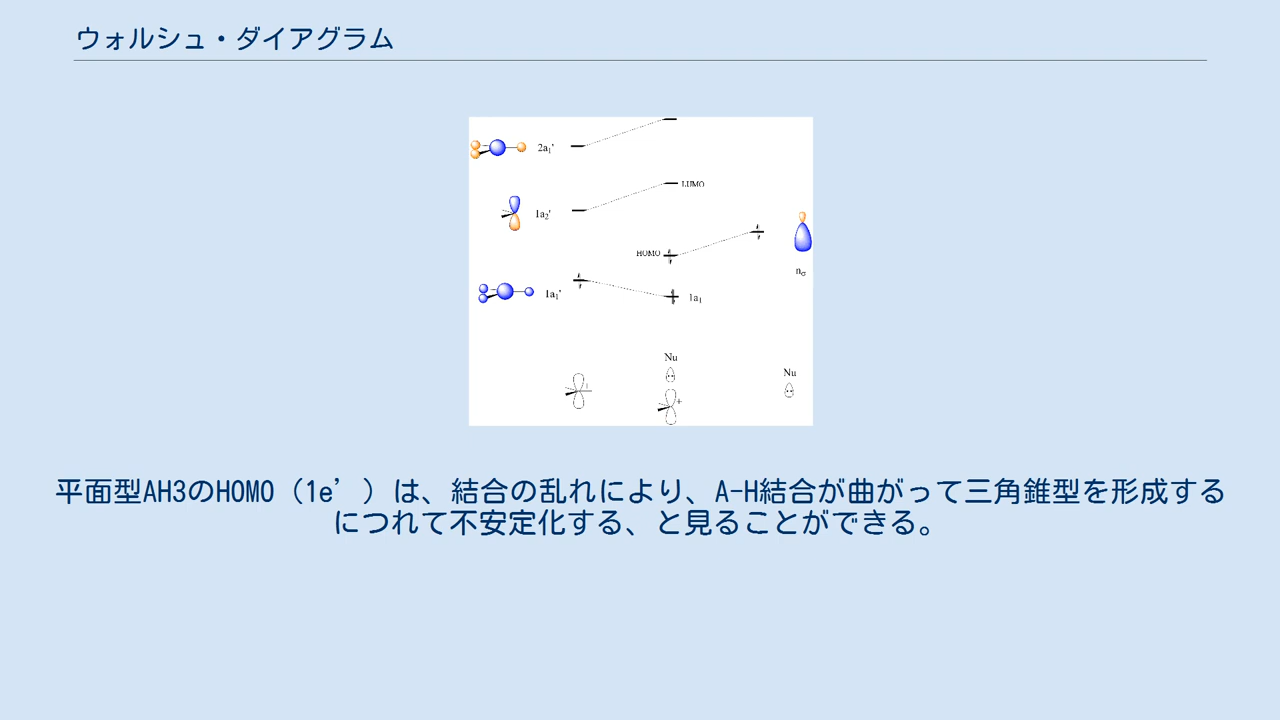 ウォルシュ・ダイアグラム
2a₁'
LUMO
1a₂'
HOMO
nσ
1a₁'
1a₁
Nu
Nu
+
+
平面型AH3のHOMO（1e’）は、結合の乱れにより、A-H結合が曲がって三角錐型を形成する
につれて不安定化する、と見ることができる。